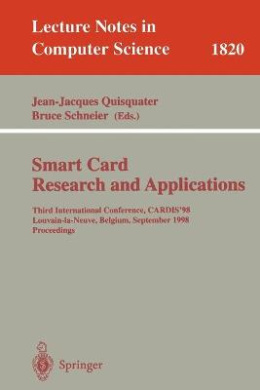 Lecture Notes in
Computer Science 1820
Jean-Jacques Quisquater
Bruce Schneier (Eds.)
Smart Card
Research and Applications
Third International Conference, CARDIS'98
Louvain-la-Neuve, Belgium, September 1998
Proceedings
Springer